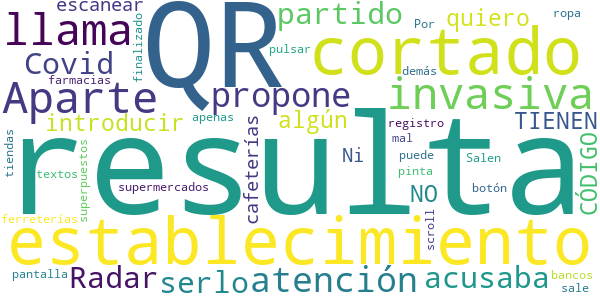 escanear
QR
partido
Por
quiero
ropa
llama
finalizado
cortado
Covid
pulsar
demás
farmacias
Aparte
propone
invasiva
introducir
apenas
algún
registro
TIENEN
tiendas
resulta
cafeterías
Ni
mal
puede
Salen
CÓDIGO
textos
superpuestos
supermercados
pinta
NO
botón
ferreterías
establecimiento
scroll
pantalla
Radar
serlo
atención
acusaba
bancos
sale